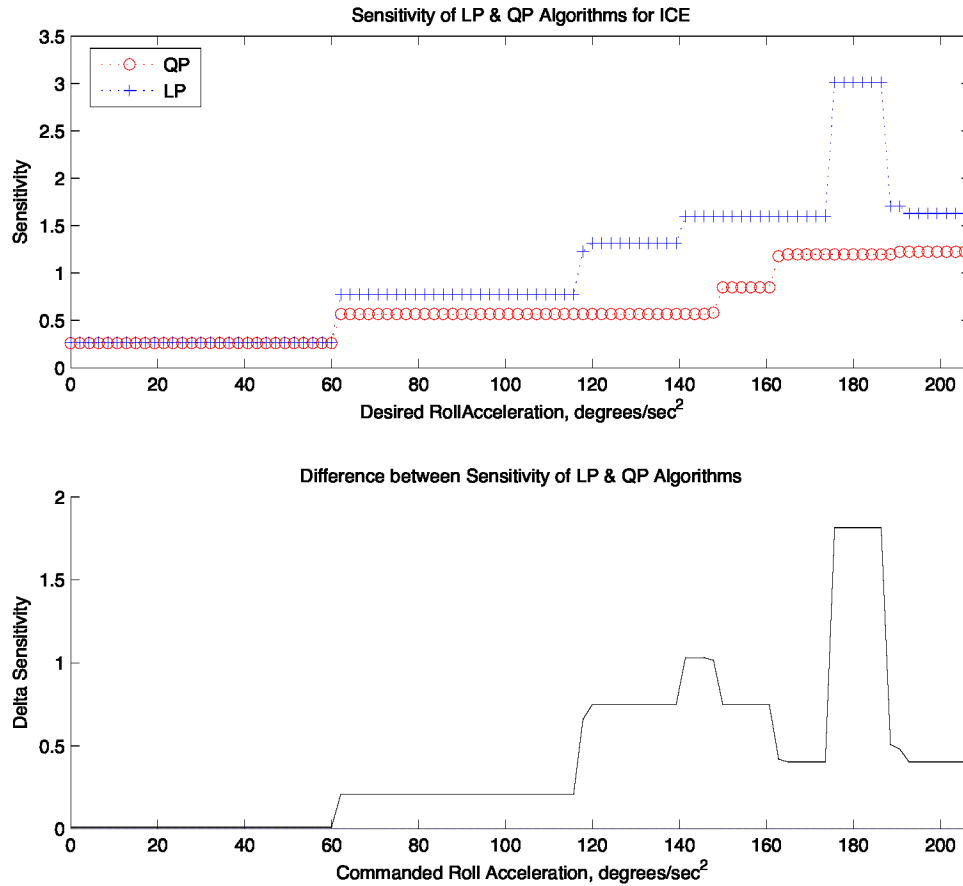 Sensitivity of LP & QP Algorithms for ICE
3.5
3
2.5
2
1.5
1
0.5
0
Sensitivity
QP
LP
0 20 40 60 80 100 120 140 160 180 200
Desired RollAcceleration, degrees/sec²
Difference between Sensitivity of LP & QP Algorithms
2
1.5
1
0.5
0
Delta Sensitivity
0 20 40 60 80 100 120 140 160 180 200
Commanded Roll Acceleration, degrees/sec²